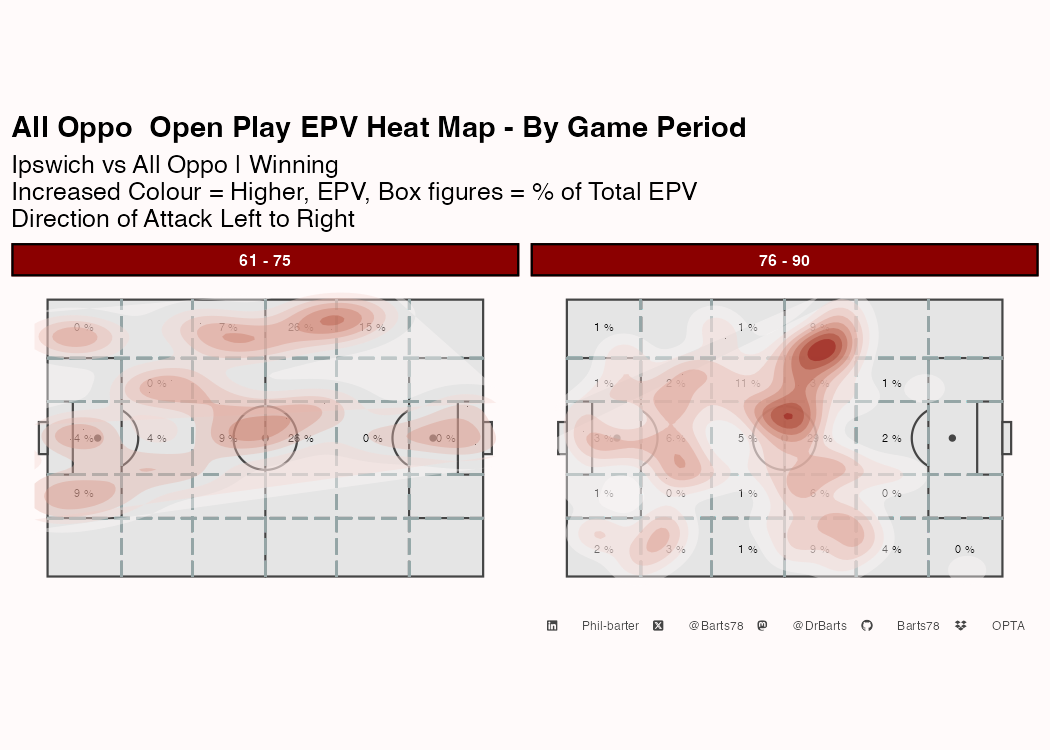 All Oppo  Open Play EPV Heat Map - By Game Period
Ipswich vs All Oppo | Winning
Increased Colour = Higher, EPV, Box figures = % of Total EPV
Direction of Attack Left to Right
61 - 75
0 % 7 % 26 % 15 %
0 %
4 % 4 % 9 % 26 % 0 % 0 %
9 %
76 - 90
1 % 1 %
1 % 2 % 11 % 1 %
3 % 6 % 5 % 2 %
1 % 0 % 1 % 6 % 0 %
2 % 3 % 1 % 9 % 4 % 0 %
Phil-barter @Barts78 @DrBarts Barts78 OPTA